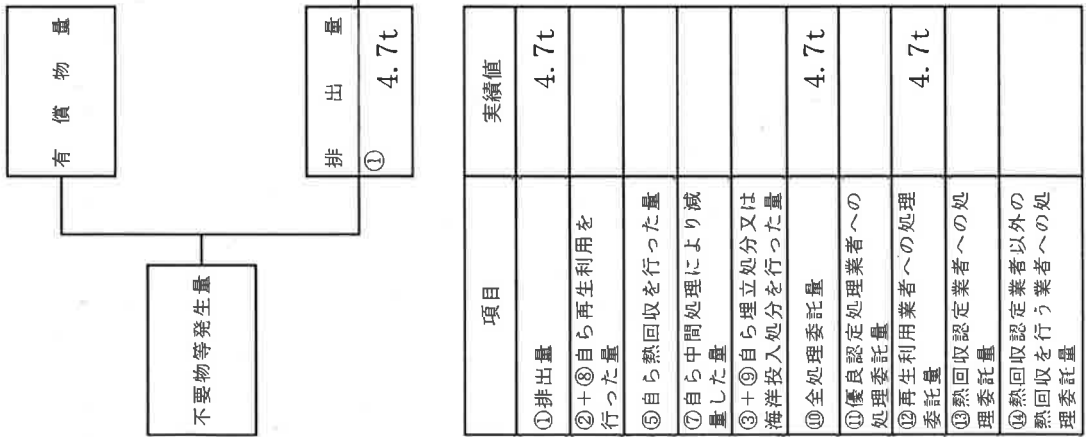 有償物量
排出量
① 4.7t
不要物等発生量
項目 実績値
①排出量 4.7t
②+⑧自ら再生利用を
行った量
⑤自ら熱回収を行った量
⑦自ら中間処理により減
量した量
③+⑨自ら埋立処分又は
海洋投入処分を行った量
⑩全処理委託量 4.7t
⑪優良認定処理業者への
処理委託量
⑫再生利用業者への処理
委託量 4.7t
⑬熱回収認定業者への処
理委託量
⑭熱回収認定業者以外の
熱回収を行う業者への処
理委託量